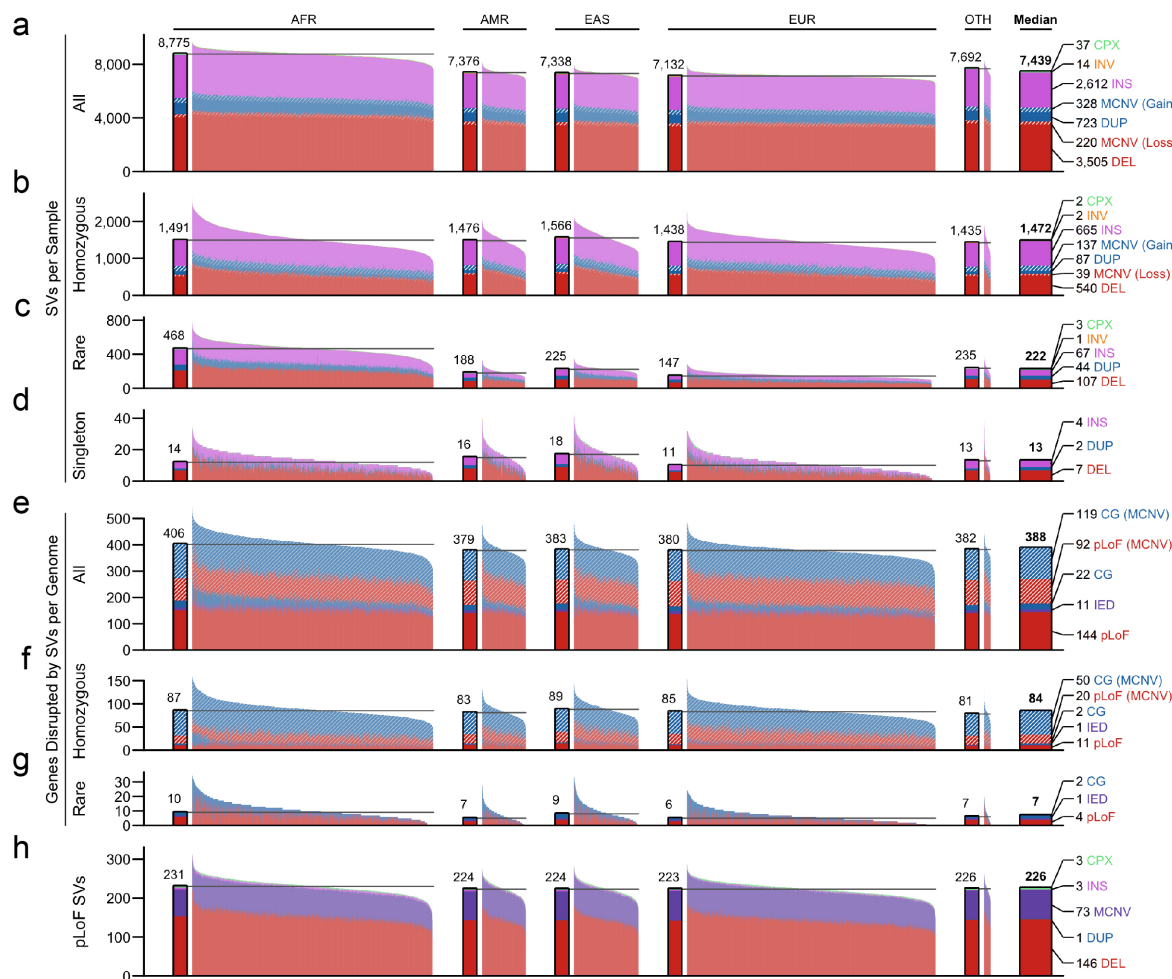 AFR AMR EAS EUR OTH Median
a
SVs per Sample
All
8,000
4,000
0
8,775 7,376 7,338 7,132 7,692 7,439
37 CPX
14 INV
2,612 INS
328 MCNV (Gain
723 DUP
220 MCNV (Loss
3,505 DEL
b
Homozygous
2,000
1,000
0
1,491 1,476 1,566 1,438 1,435 1,472
2 CPX
2 INV
665 INS
137 MCNV (Gain
87 DUP
39 MCNV (Loss)
540 DEL
c
Rare
800
400
0
468 188 225 147 235 222
3 CPX
1 INV
67 INS
44 DUP
107 DEL
d
Singleton
40
20
0
14 16 18 11 13 13
4 INS
2 DUP
7 DEL
e
Genes Disrupted by SVs per Genome
All
500
400
300
200
100
0
406 379 383 380 382 388
119 CG (MCNV)
92 pLoF (MCNV)
22 CG
11 IED
144 pLoF
f
Homozygous
150
100
50
0
87 83 89 85 81 84
50 CG (MCNV)
20 pLoF (MCNV)
2 CG
1 IED
11 pLoF
g
Rare
30
20
10
0
10 7 9 6 7 7
2 CG
1 IED
4 pLoF
h
pLoF SVs
300
200
100
0
231 224 224 223 226 226
3 CPX
3 INS
73 MCNV
1 DUP
146 DEL